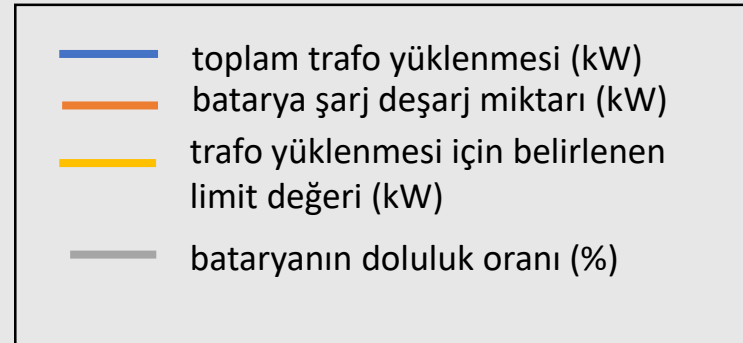 toplam trafo yüklenmesi (kW)
batarya şarj deşarj miktarı (kW)
trafo yüklenmesi için belirlenen
limit değeri (kW)
bataryanın doluluk oranı (%)